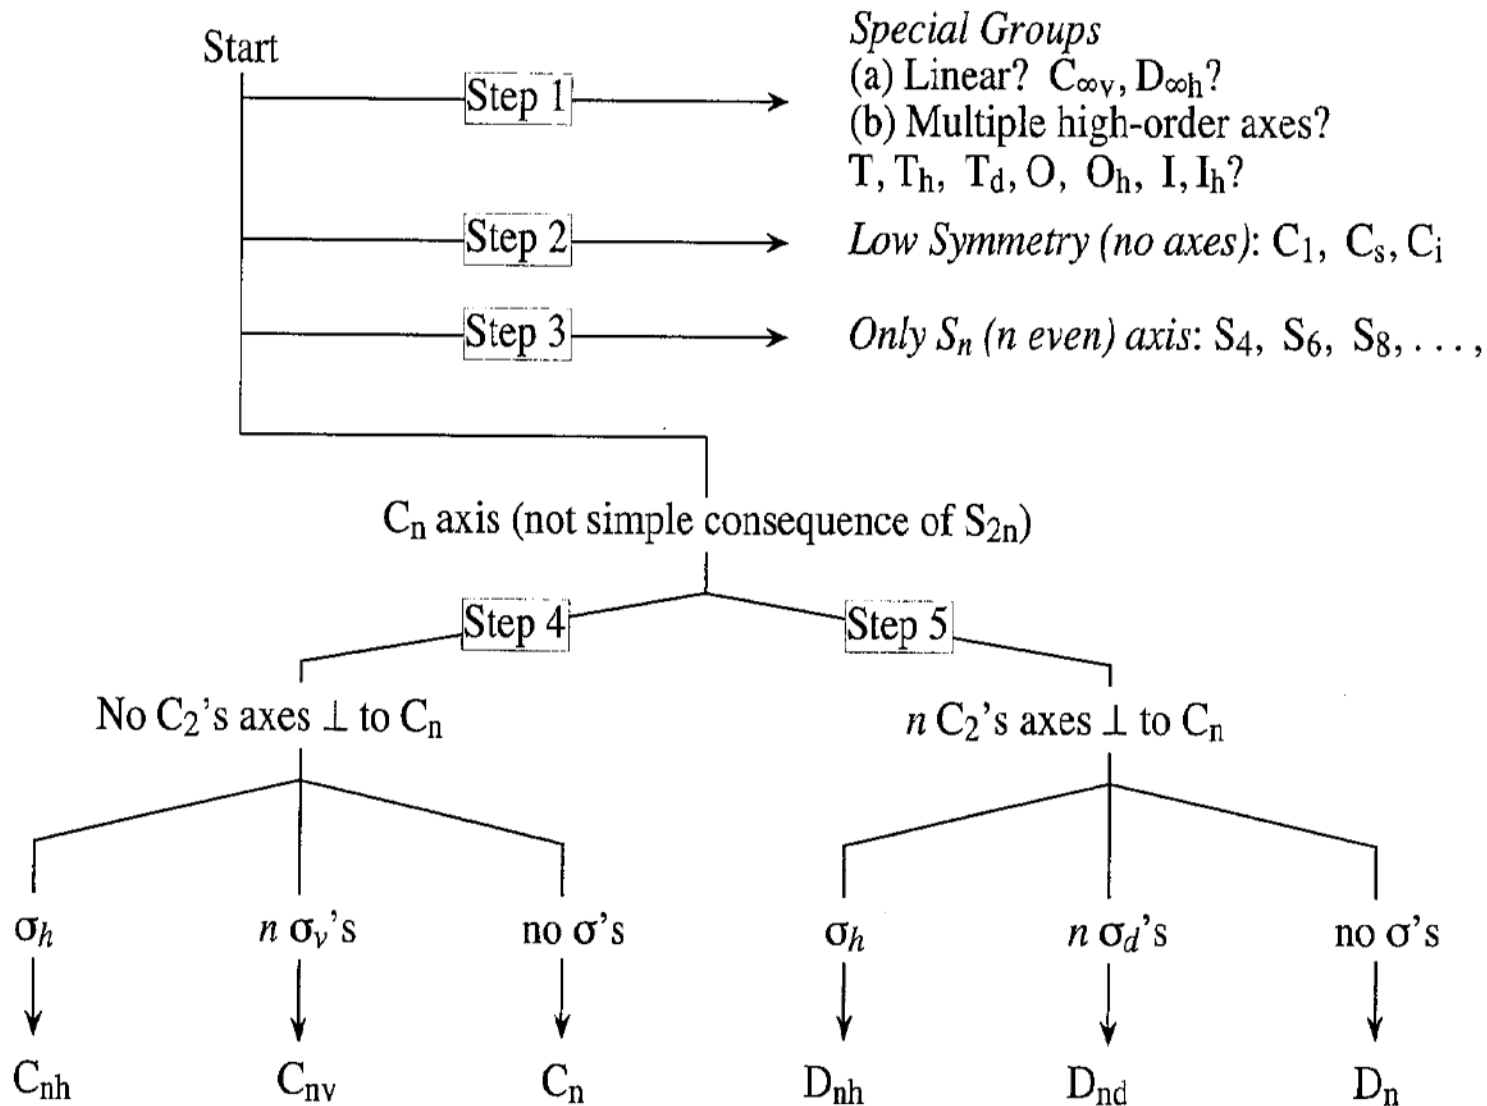 Start
Special Groups
(a) Linear? C∞v, D∞h?
Step 1
(b) Multiple high-order axes?
T, Th, Td, O, Oh, I, Ih?
Step 2
Low Symmetry (no axes): C1, Cs, Ci
Step 3
Only Sn (n even) axis: S4, S6, S8, . . . ,
Cn axis (not simple consequence of S2n)
Step 4
Step 5
No C2's axes ⊥ to Cn
n C2's axes ⊥ to Cn
σh
n σv's
no σ's
σh
n σd's
no σ's
Cnh
Cnv
Cn
Dnh
Dnd
Dn